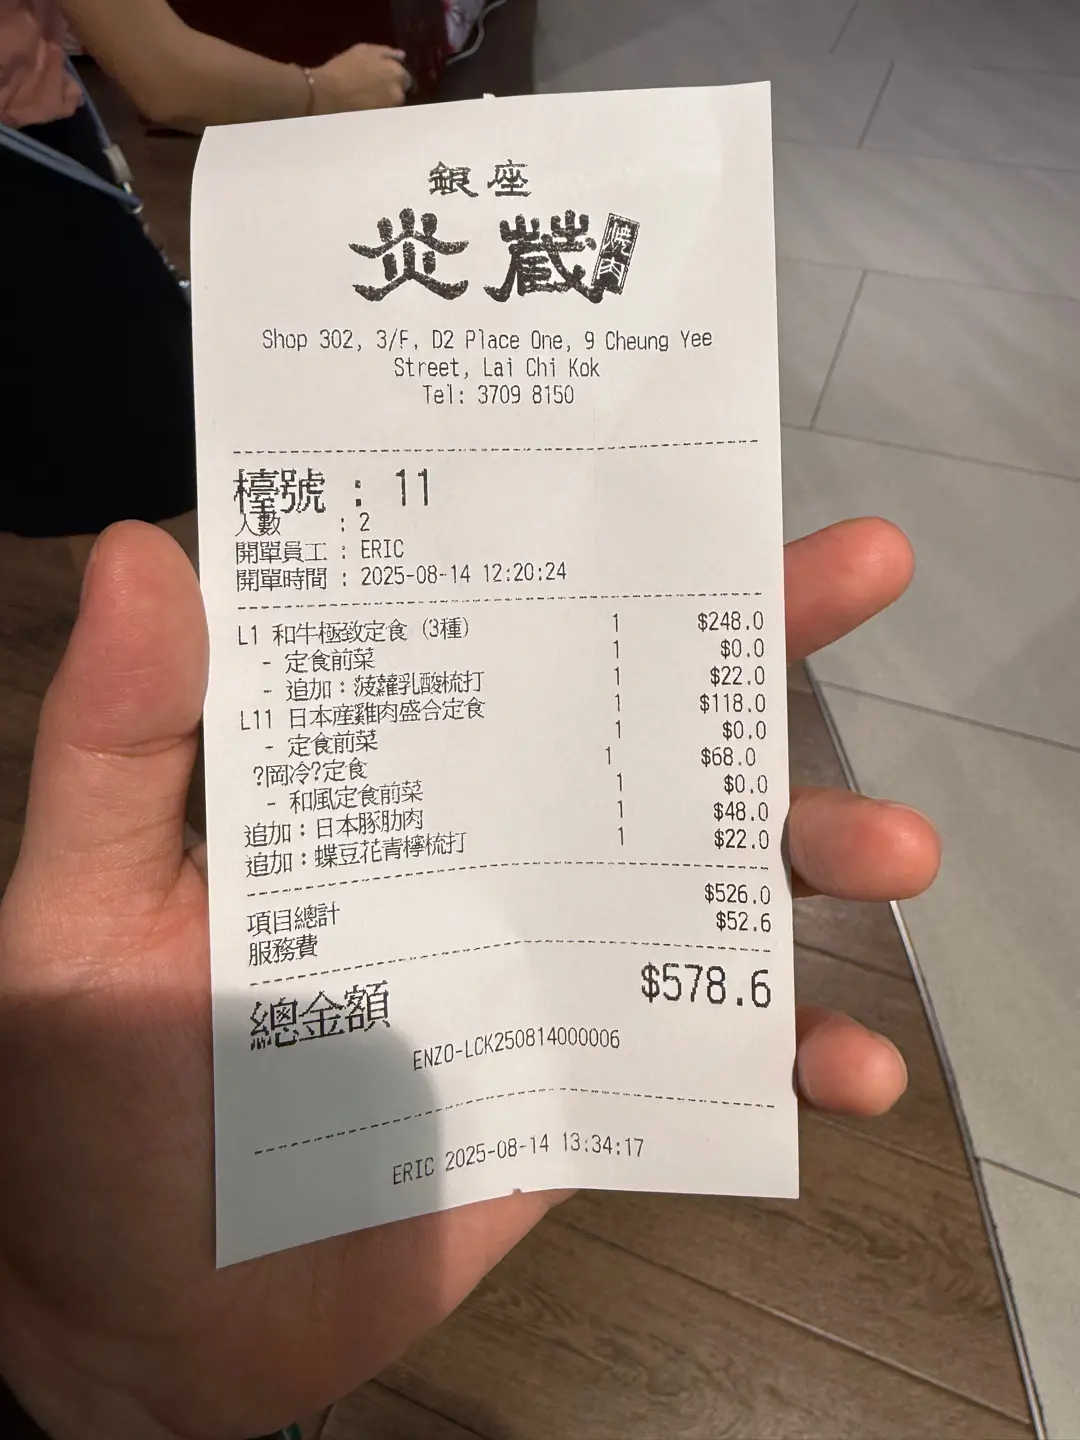 銀座
炎蔵 焼肉
Shop 302, 3/F, D2 Place One, 9 Cheung Yee
Street, Lai Chi Kok
Tel: 3709 8150
檯號 : 11
人數 : 2
開單員工 : ERIC
開單時間 : 2025-08-14 12:20:24
L1 和牛極致定食 (3種) 1 $248.0
- 定食前菜 1 $0.0
- 追加：菠蘿乳酸梳打 1 $22.0
L11 日本産雞肉盛合定食 1 $118.0
- 定食前菜 1 $0.0
?岡冷?定食 1 $68.0
- 和風定食前菜 1 $0.0
追加：日本豚肋肉 1 $48.0
追加：蝶豆花青檸梳打 1 $22.0
項目總計 $526.0
服務費 $52.6
總金額 $578.6
ENZO-LCK250814000006
ERIC 2025-08-14 13:34:17